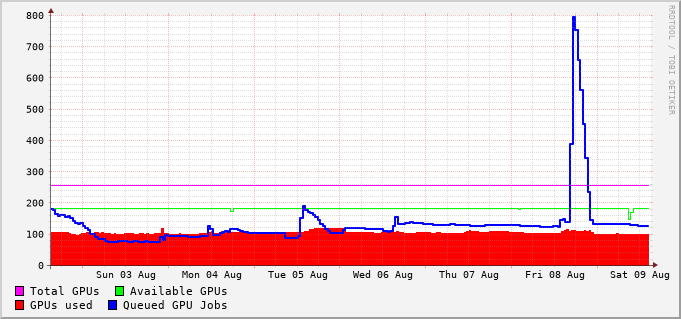 800
700
600
500
400
300
200
100
0
Sun 03 Aug Mon 04 Aug Tue 05 Aug Wed 06 Aug Thu 07 Aug Fri 08 Aug Sat 09 Aug
Total GPUs Available GPUs
GPUs used Queued GPU Jobs
RRDTOOL / TOBI OETIKER